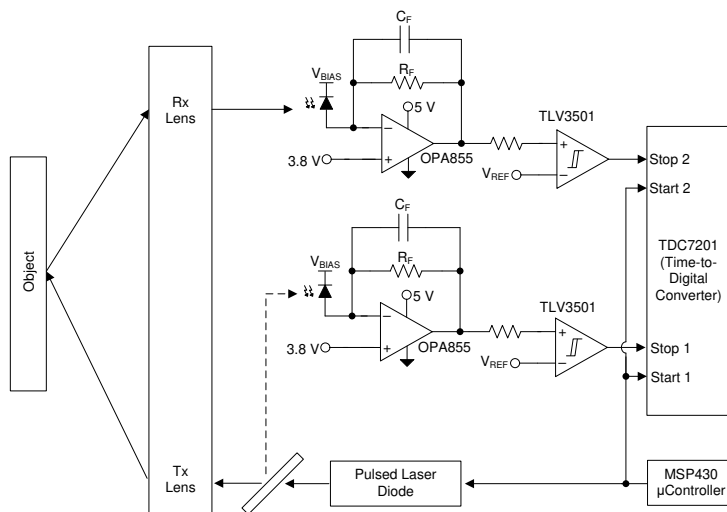 C_F
R_F
V_BIAS
5 V
Rx
Lens
TLV3501
−
+
OPA855
3.8 V
+
−
V_REF
Stop 2
Start 2
C_F
R_F
V_BIAS
5 V
TDC7201
(Time-to-
Digital
Converter)
Object
TLV3501
−
+
OPA855
3.8 V
+
−
V_REF
Stop 1
Start 1
Tx
Lens
Pulsed Laser
Diode
MSP430
µController